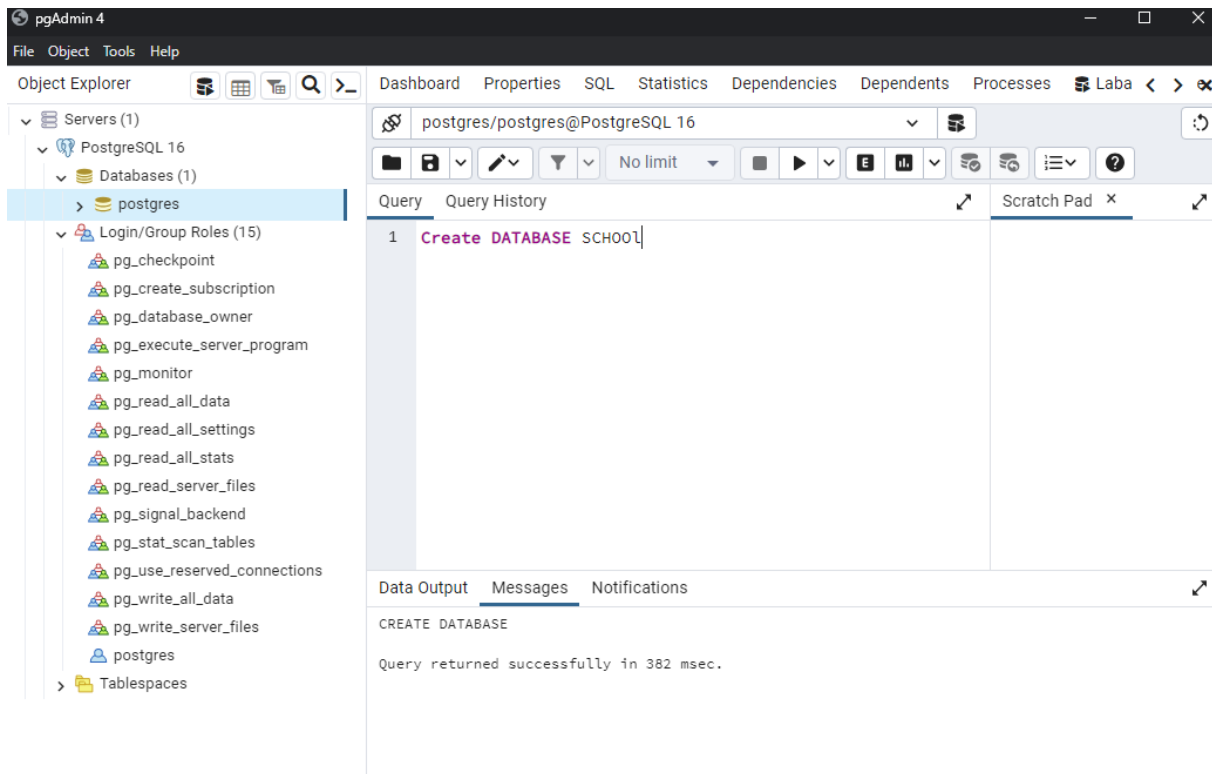 pgAdmin 4
File Object Tools Help
Object Explorer
Dashboard Properties SQL Statistics Dependencies Dependents Processes Laba
Servers (1)
PostgreSQL 16
Databases (1)
postgres
Login/Group Roles (15)
pg_checkpoint
pg_create_subscription
pg_database_owner
pg_execute_server_program
pg_monitor
pg_read_all_data
pg_read_all_settings
pg_read_all_stats
pg_read_server_files
pg_signal_backend
pg_stat_scan_tables
pg_use_reserved_connections
pg_write_all_data
pg_write_server_files
postgres
Tablespaces
postgres/postgres@PostgreSQL 16
No limit
E
Query Query History
Scratch Pad
1 Create DATABASE SCHOOl
Data Output Messages Notifications
CREATE DATABASE
Query returned successfully in 382 msec.